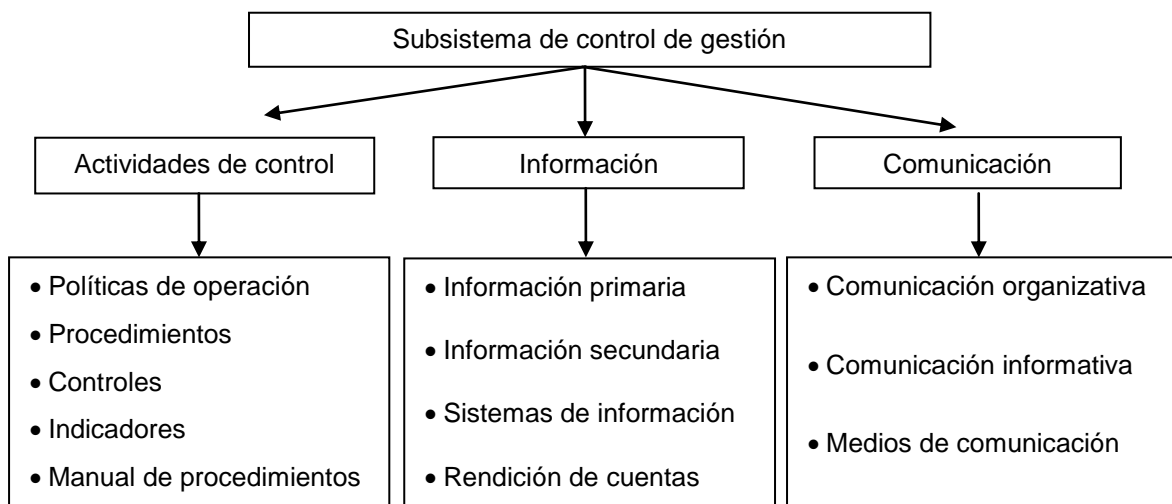 Subsistema de control de gestión
Actividades de control
Información
Comunicación
• Políticas de operación
• Procedimientos
• Controles
• Indicadores
• Manual de procedimientos
• Información primaria
• Información secundaria
• Sistemas de información
• Rendición de cuentas
• Comunicación organizativa
• Comunicación informativa
• Medios de comunicación